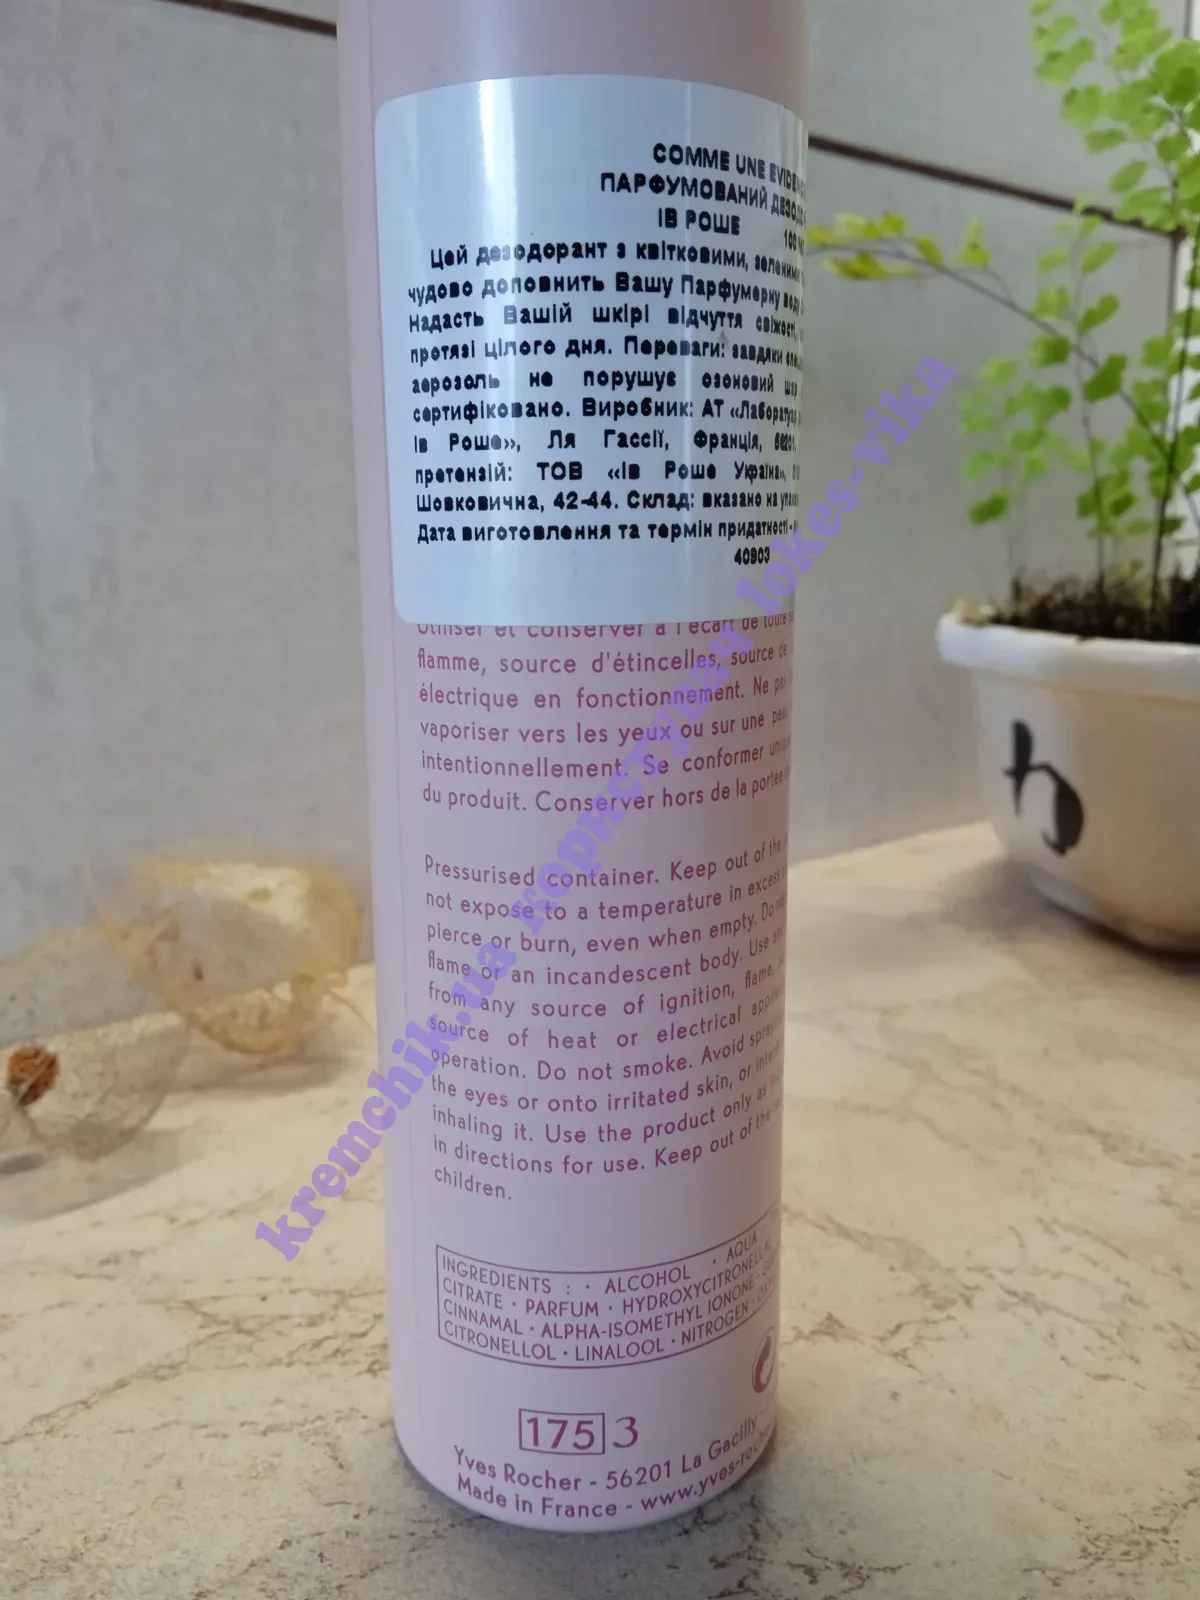 COMME UNE
ПАРФУМОВАНИЙ
ІВ РОШЕ
Цей дезодорант з квітковими,
чудово доповнить Вашу Парфумерну воду
Надасть Вашій шкірі відчуття свіжості,
протязі цілого дня. Переваги: завдяки
аерозоль не порушує озоновий шар
сертифіковано. Виробник: АТ
Ів Роше», Ля Гассії, Франція,
претензій: ТОВ «Ів Роше Україна»,
Шовковична, 42-44. Склад: вказано на
Дата виготовлення та термін придатності -
40903
Utiliser et conserver à l'écart de toute
flamme, source d'étincelles, source de
électrique en fonctionnement. Ne pas
vaporiser vers les yeux ou sur une
intentionnellement. Se conformer
du produit. Conserver hors de la portée
Pressurised container. Keep out of the
not expose to a temperature in excess
pierce or burn, even when empty. Do
flame or an incandescent body. Use
from any source of ignition, flame,
source of heat or electrical
operation. Do not smoke. Avoid
the eyes or onto irritated skin, or
inhaling it. Use the product only as
in directions for use. Keep out of the
children.
INGREDIENTS : · ALCOHOL · AQUA
CITRATE · PARFUM · HYDROXYCITRONELLAL
CINNAMAL · ALPHA-ISOMETHYL IONONE ·
CITRONELLOL · LINALOOL · NITROGEN ·
175 3
Yves Rocher - 56201 La Gacilly
Made in France - www.yves-
kremchik.ua користувач lokes-vika